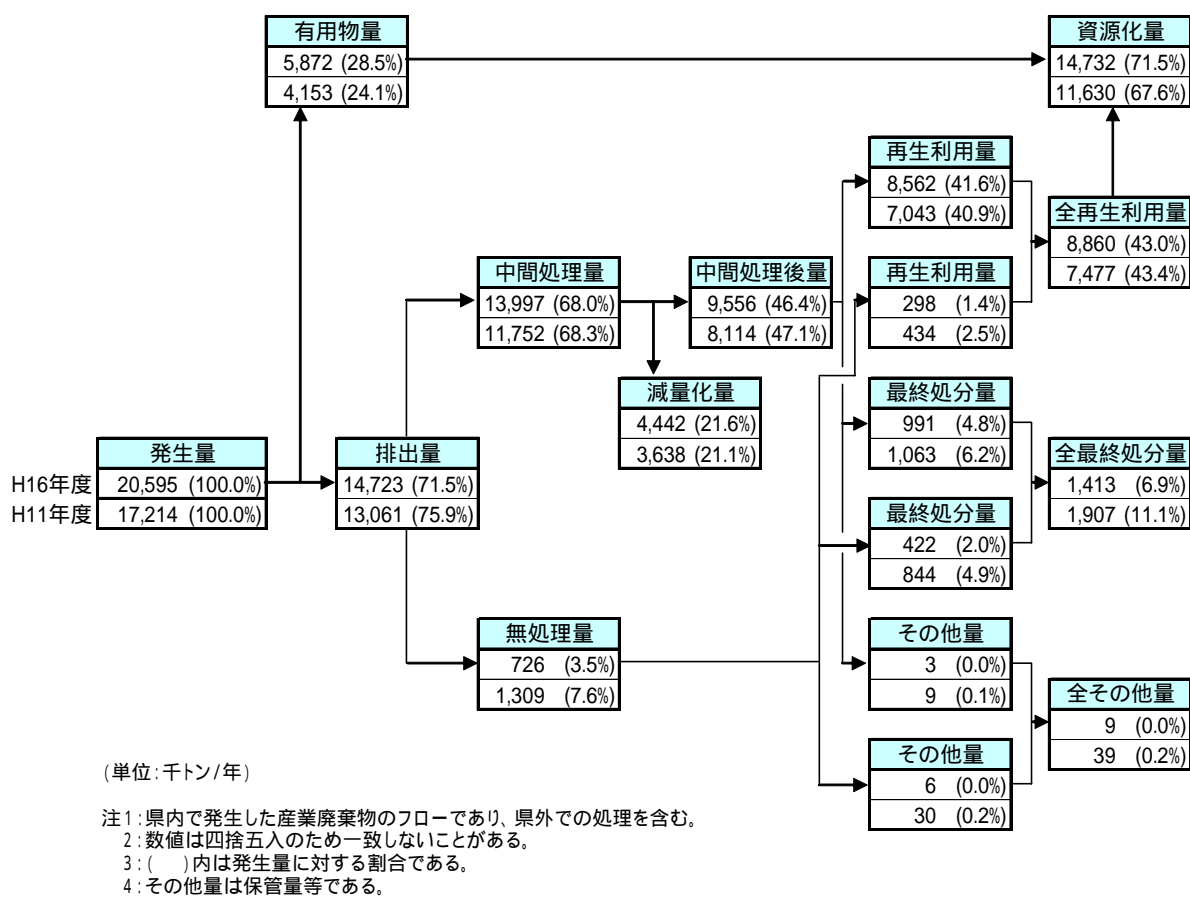 有用物量
5,872 (28.5%)
4,153 (24.1%)
資源化量
14,732 (71.5%)
11,630 (67.6%)
再生利用量
8,562 (41.6%)
7,043 (40.9%)
全再生利用量
8,860 (43.0%)
7,477 (43.4%)
中間処理量
13,997 (68.0%)
11,752 (68.3%)
中間処理後量
9,556 (46.4%)
8,114 (47.1%)
再生利用量
298 (1.4%)
434 (2.5%)
減量化量
4,442 (21.6%)
3,638 (21.1%)
最終処分量
991 (4.8%)
1,063 (6.2%)
発生量
H16年度 20,595 (100.0%)
H11年度 17,214 (100.0%)
排出量
14,723 (71.5%)
13,061 (75.9%)
全最終処分量
1,413 (6.9%)
1,907 (11.1%)
最終処分量
422 (2.0%)
844 (4.9%)
無処理量
726 (3.5%)
1,309 (7.6%)
その他量
3 (0.0%)
9 (0.1%)
全その他量
9 (0.0%)
39 (0.2%)
その他量
6 (0.0%)
30 (0.2%)
(単位:千トン/年)
注1:県内で発生した産業廃棄物のフローであり、県外での処理を含む。
2:数値は四捨五入のため一致しないことがある。
3:( )内は発生量に対する割合である。
4:その他量は保管量等である。